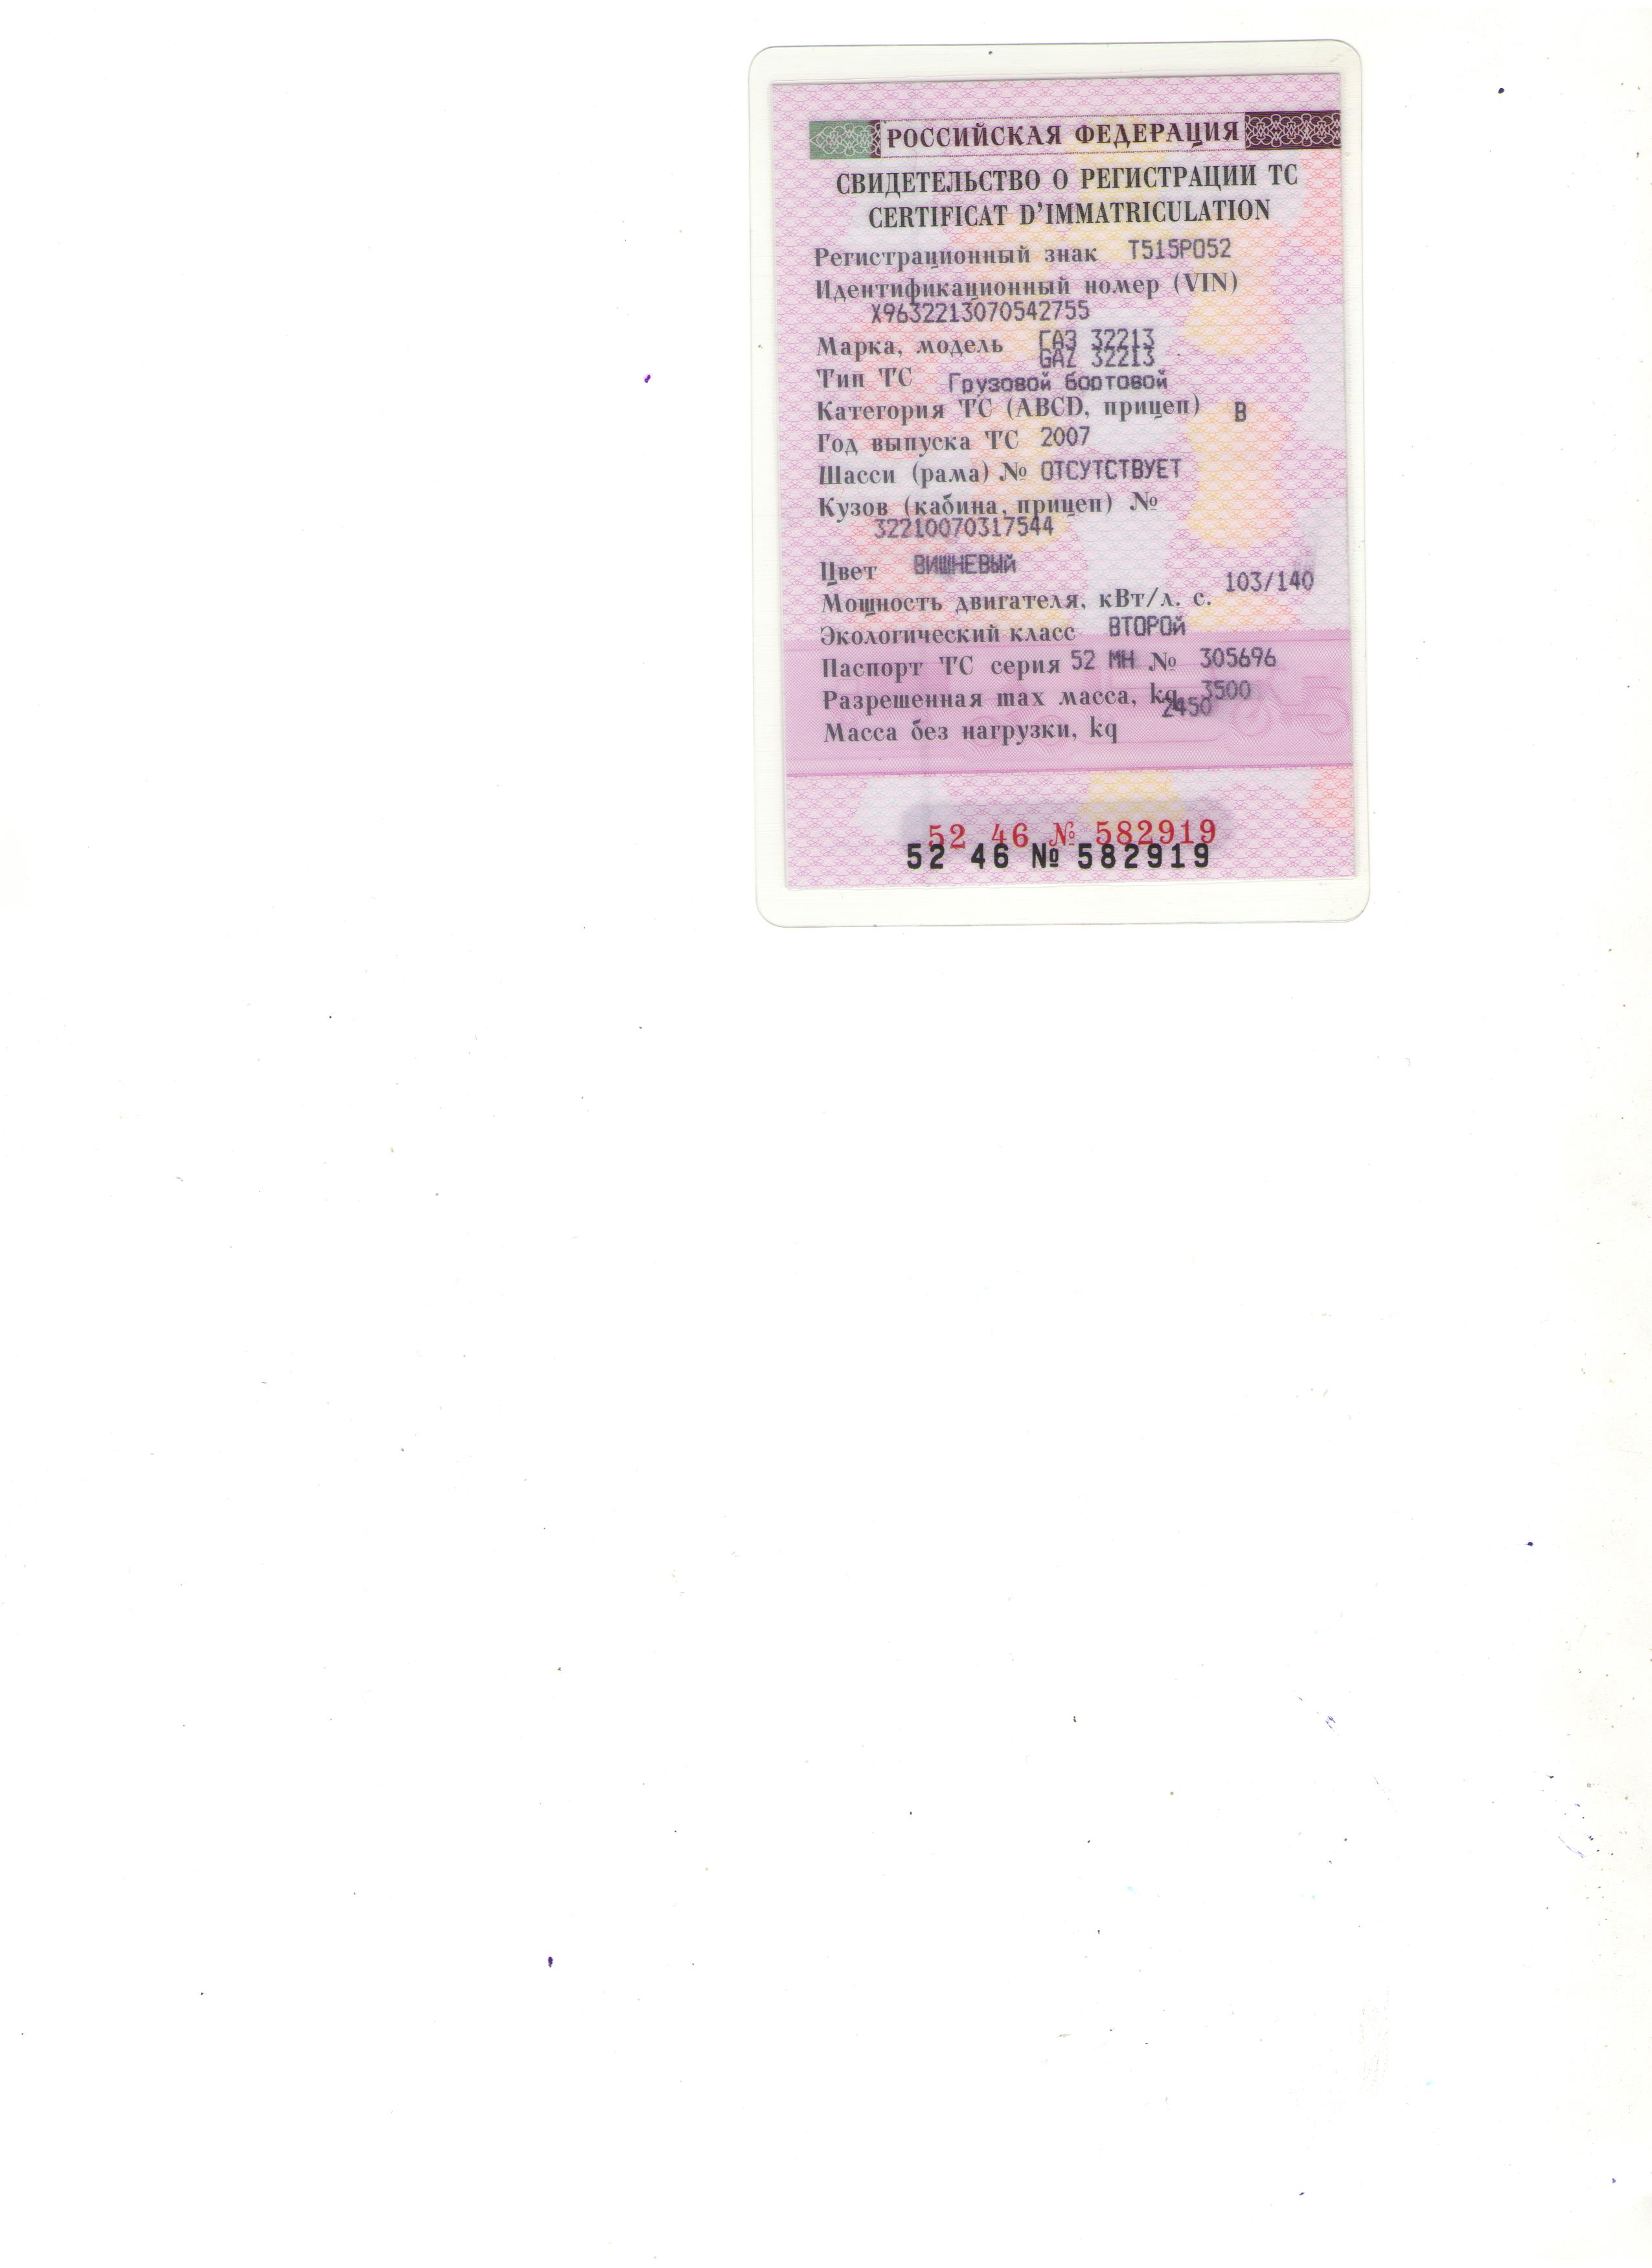 РОССИЙСКАЯ ФЕДЕРАЦИЯ
СВИДЕТЕЛЬСТВО О РЕГИСТРАЦИИ ТС
CERTIFICAT D'IMMATRICULATION
Регистрационный знак Т515РО52
Идентификационный номер (VIN)
X9632213070542755
Марка, модель ГАЗ 32213
GAZ 32213
Тип ТС Грузовой бортовой
Категория ТС (ABCD, прицеп) B
Год выпуска ТС 2007
Шасси (рама) № ОТСУТСТВУЕТ
Кузов (кабина, прицеп) №
32210070317544
Цвет ВИШНЕВЫЙ
Мощность двигателя, кВт/л. с. 103/140
Экологический класс ВТОРОЙ
Паспорт ТС серия 52 МН № 305696
Разрешенная max масса, kg 3500
2450
Масса без нагрузки, kg
52 46 № 582919
52 46 № 582919